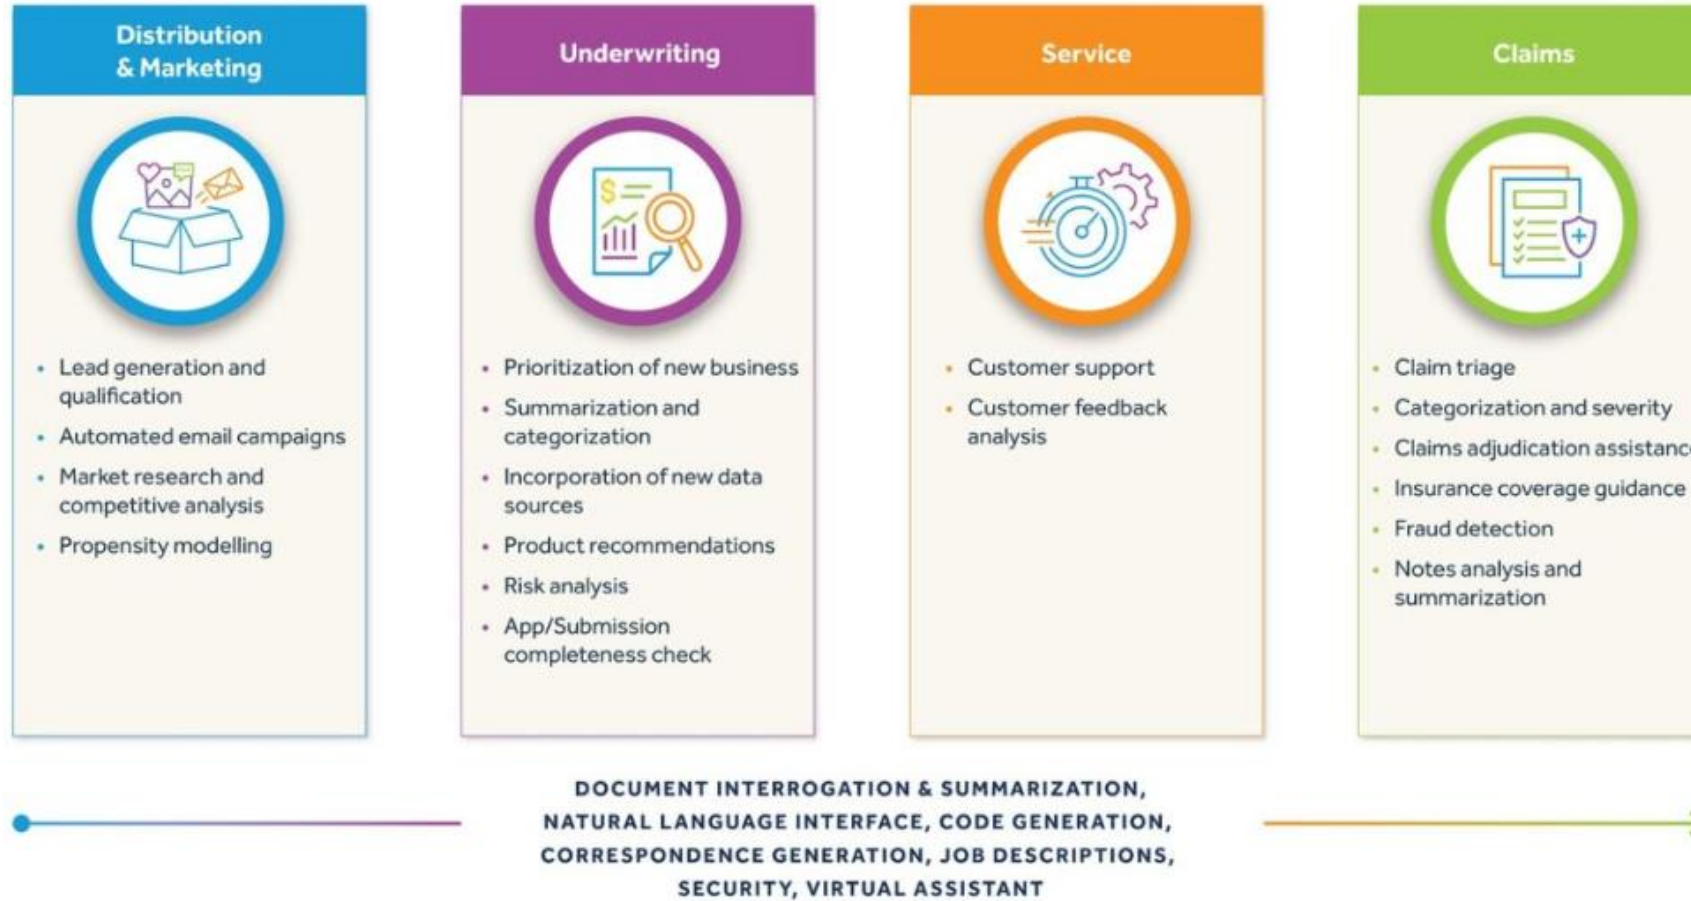 Distribution
& Marketing
Lead generation and
qualification
Automated email campaigns
Market research and
competitive analysis
Propensity modelling
Underwriting
$
Prioritization of new business
Summarization and
categorization
Incorporation of new data
sources
Product recommendations
Risk analysis
App/Submission
completeness check
Service
Customer support
Customer feedback
analysis
Claims
Claim triage
Categorization and severity
Claims adjudication assistanc
Insurance coverage guidance
Fraud detection
Notes analysis and
summarization
DOCUMENT INTERROGATION & SUMMARIZATION,
NATURAL LANGUAGE INTERFACE, CODE GENERATION,
CORRESPONDENCE GENERATION, JOB DESCRIPTIONS,
SECURITY, VIRTUAL ASSISTANT